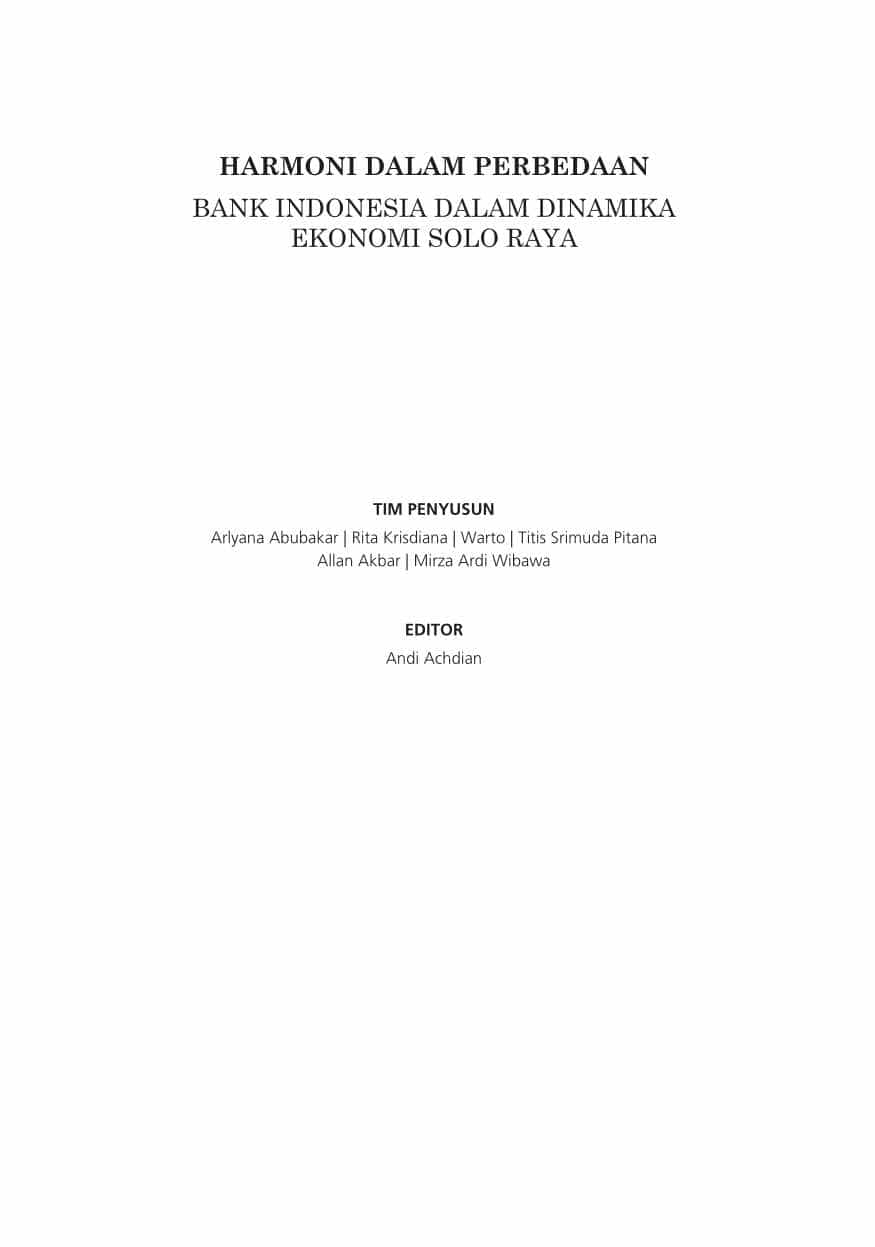 HARMONI DALAM PERBEDAAN
BANK INDONESIA DALAM DINAMIKA
EKONOMI SOLO RAYA
TIM PENYUSUN
Arlyana Abubakar | Rita Krisdiana | Warto | Titis Srimuda Pitana
Allan Akbar | Mirza Ardi Wibawa
EDITOR
Andi Achdian